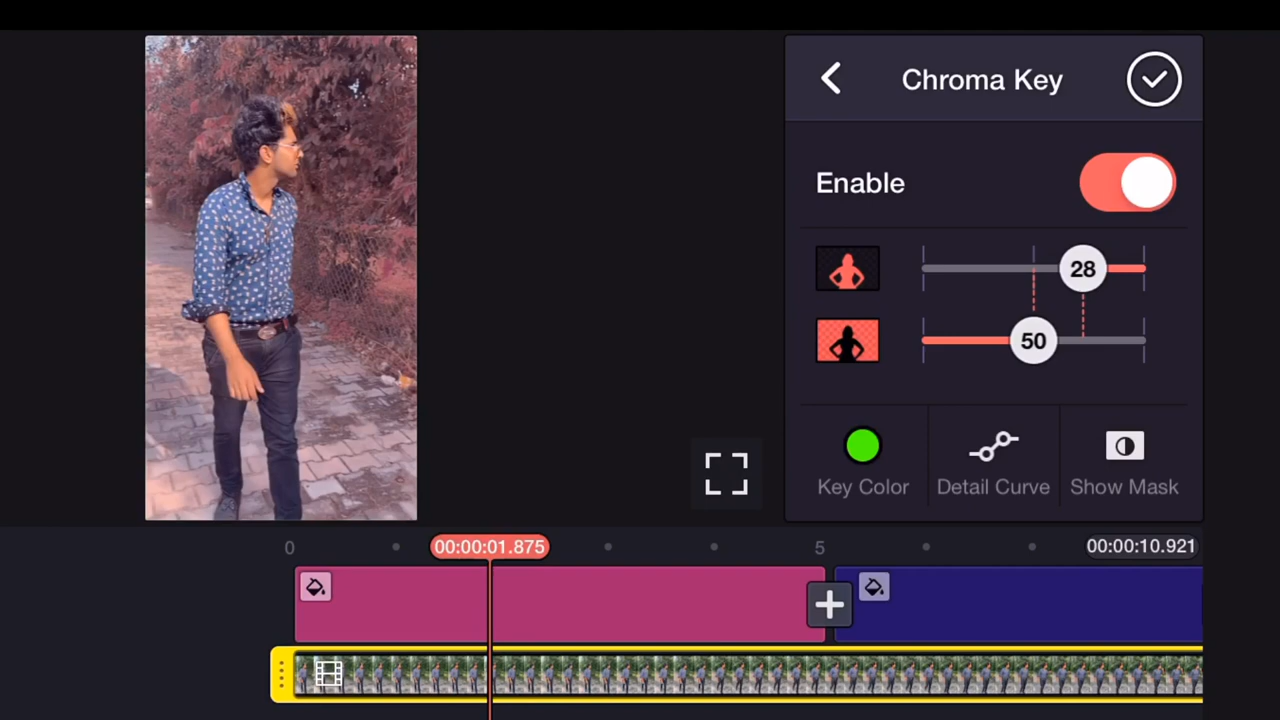 Chroma Key
Enable
28
50
Key Color
Detail Curve
Show Mask
0
00:00:01.875
5
00:00:10.921